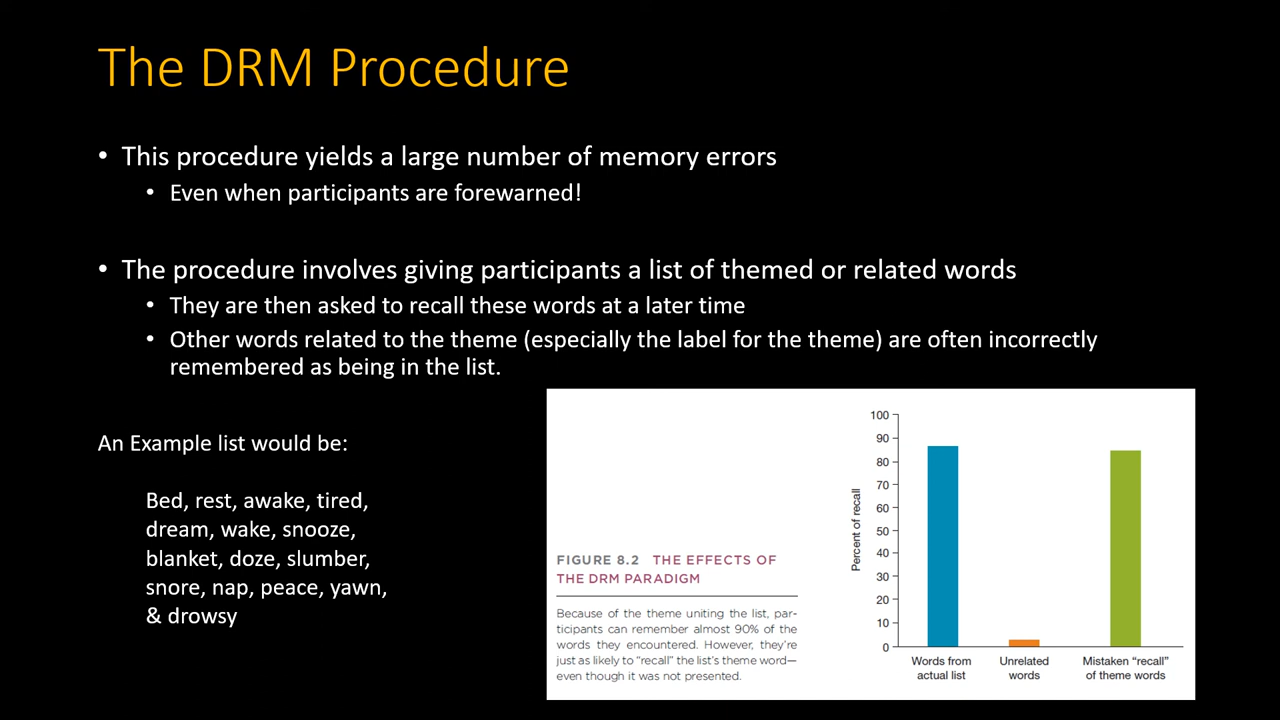 The DRM Procedure
• This procedure yields a large number of memory errors
• Even when participants are forewarned!
• The procedure involves giving participants a list of themed or related words
• They are then asked to recall these words at a later time
• Other words related to the theme (especially the label for the theme) are often incorrectly
remembered as being in the list.
An Example list would be:
Bed, rest, awake, tired,
dream, wake, snooze,
blanket, doze, slumber,
snore, nap, peace, yawn,
& drowsy
FIGURE 8.2 THE EFFECTS OF
THE DRM PARADIGM
Because of the theme uniting the list, par-
ticipants can remember almost 90% of the
words they encountered. However, they're
just as likely to "recall" the list's theme word—
even though it was not presented.
Percent of recall
100
90
80
70
60
50
40
30
20
10
0
Words from
actual list
Unrelated
words
Mistaken "recall"
of theme words